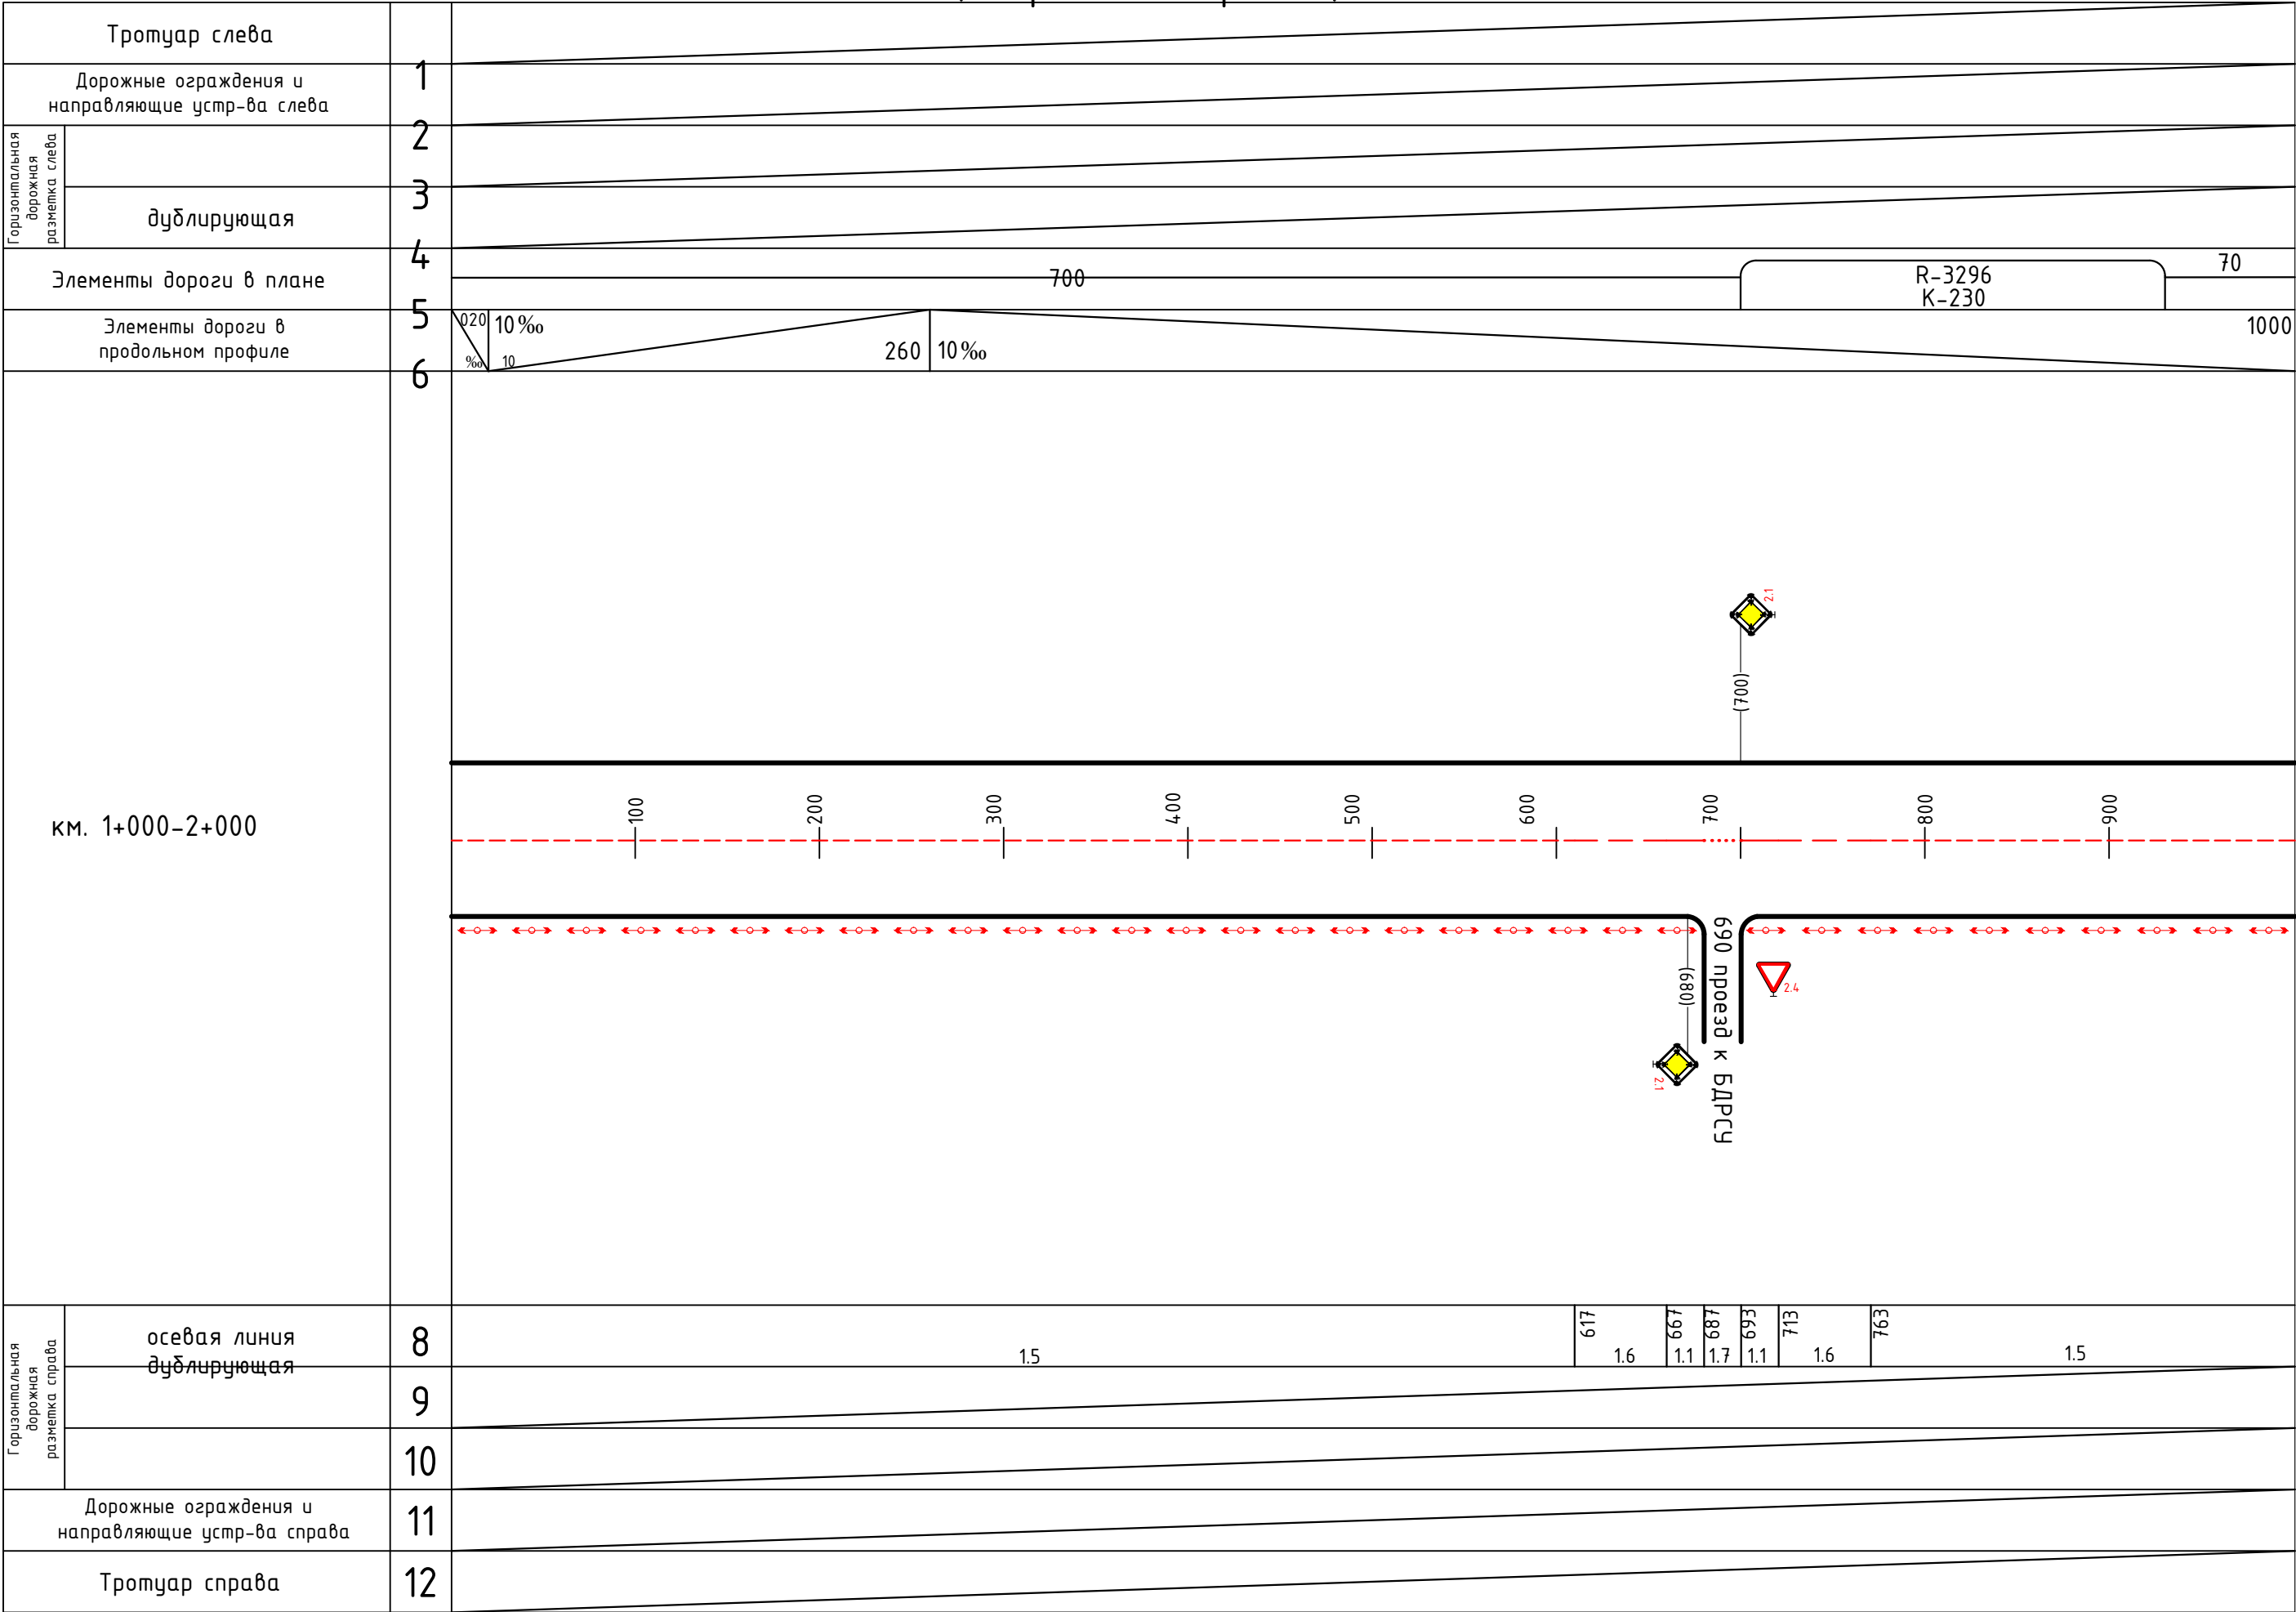 Тротуар слева
1
Дорожные ограждения и
направляющие устр-ва слева
2
Горизонтальная
дорожная
разметка слева
3
дублирующая
4
Элементы дороги в плане
700
R-3296
K-230
70
5
Элементы дороги в
продольном профиле
020
‰
10‰
10
260
10‰
1000
6
2.1
(700)
км. 1+000-2+000
100
200
300
400
500
600
700
800
900
(680)
690 проезд к БДРСУ
2.4
2.1
Горизонтальная
дорожная
разметка справа
осевая линия
дублирующая
8
1.5
617
1.6
667
1.1
687
1.7
693
1.1
713
1.6
763
1.5
9
10
Дорожные ограждения и
направляющие устр-ва справа
11
Тротуар справа
12